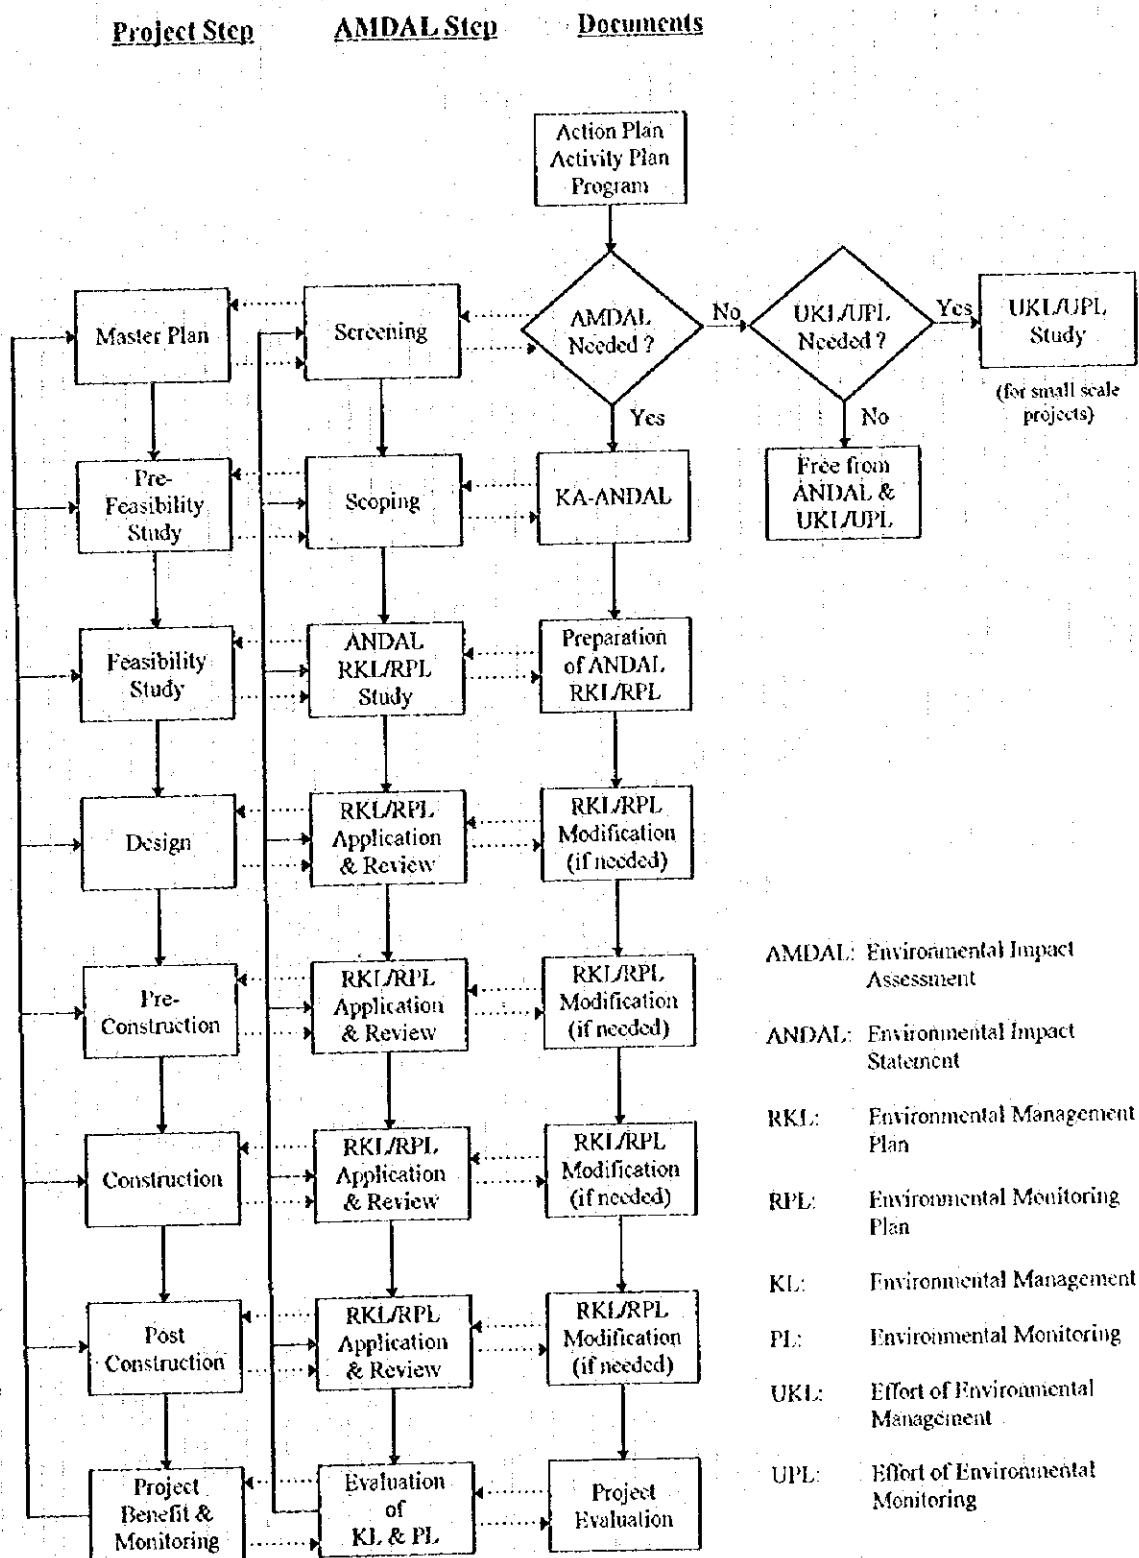 Project Step
AMDAL Step
Documents
Action Plan
Activity Plan
Program
Master Plan
Screening
AMDAL
Needed ?
No
UKL/UPL
Needed ?
Yes
UKL/UPL
Study
(for small scale
projects)
Yes
No
Pre-
Feasibility
Study
Scoping
KA-ANDAL
Free from
ANDAL &
UKL/UPL
Feasibility
Study
ANDAL
RKL/RPL
Study
Preparation
of ANDAL
RKL/RPL
Design
RKL/RPL
Application
& Review
RKL/RPL
Modification
(if needed)
Pre-
Construction
RKL/RPL
Application
& Review
RKL/RPL
Modification
(if needed)
Construction
RKL/RPL
Application
& Review
RKL/RPL
Modification
(if needed)
Post
Construction
RKL/RPL
Application
& Review
RKL/RPL
Modification
(if needed)
Project
Benefit &
Monitoring
Evaluation
of
KL & PL
Project
Evaluation
AMDAL: Environmental Impact
Assessment
ANDAL: Environmental Impact
Statement
RKL: Environmental Management
Plan
RPL: Environmental Monitoring
Plan
KL: Environmental Management
PL: Environmental Monitoring
UKL: Effort of Environmental
Management
UPL: Effort of Environmental
Monitoring